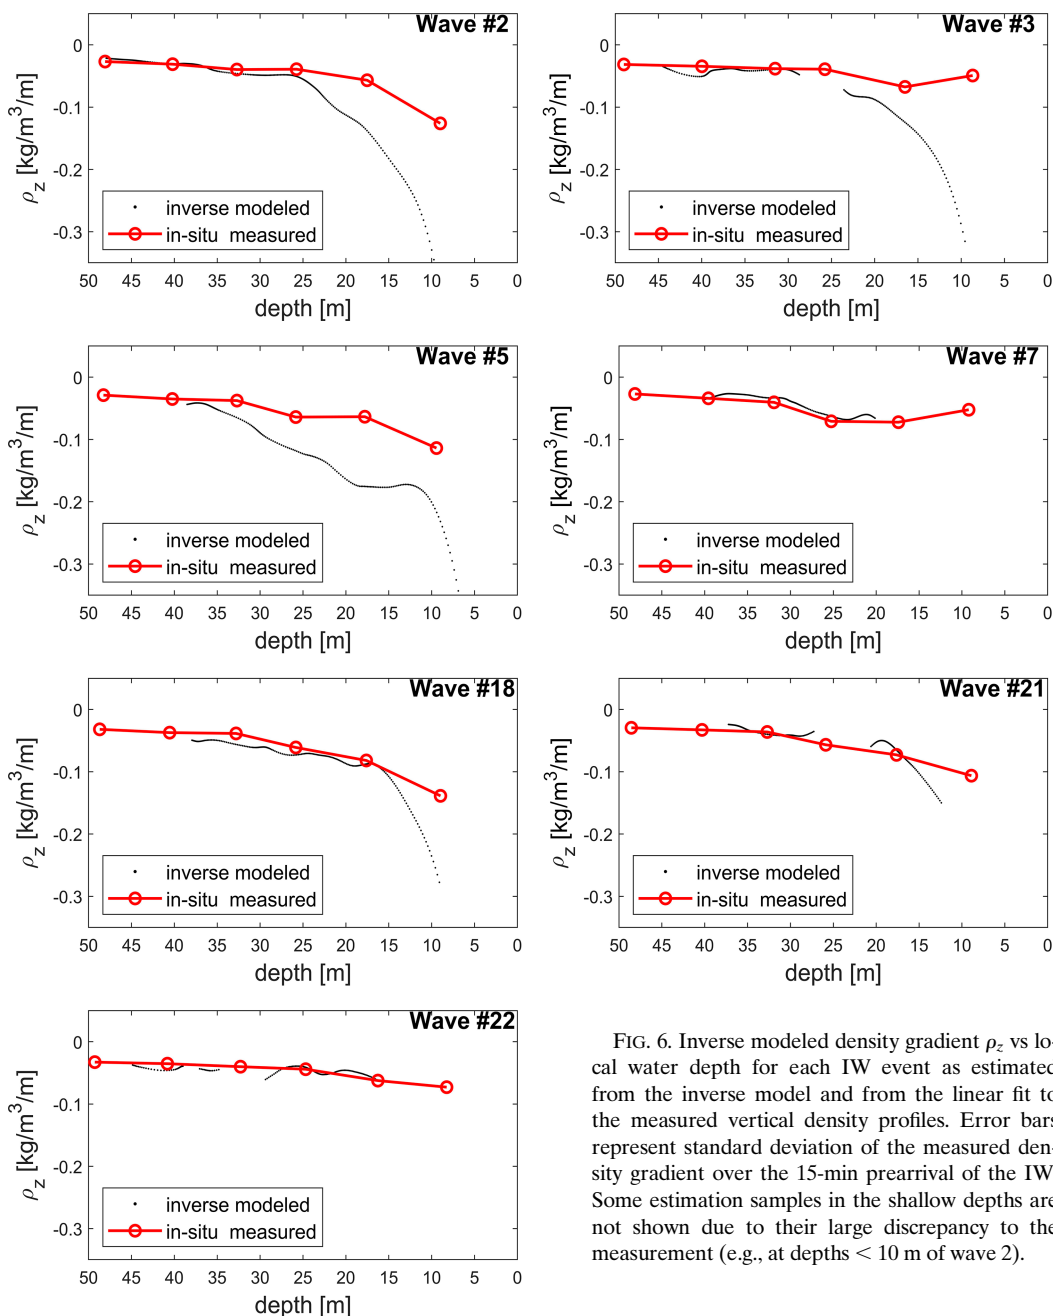 Wave #2
0
-0.1
-0.2
-0.3
ρz [kg/m3/m]
inverse modeled
in-situ measured
50 45 40 35 30 25 20 15 10 5 0
depth [m]
Wave #3
0
-0.1
-0.2
-0.3
ρz [kg/m3/m]
inverse modeled
in-situ measured
50 45 40 35 30 25 20 15 10 5 0
depth [m]
Wave #5
0
-0.1
-0.2
-0.3
ρz [kg/m3/m]
inverse modeled
in-situ measured
50 45 40 35 30 25 20 15 10 5 0
depth [m]
Wave #7
0
-0.1
-0.2
-0.3
ρz [kg/m3/m]
inverse modeled
in-situ measured
50 45 40 35 30 25 20 15 10 5 0
depth [m]
Wave #18
0
-0.1
-0.2
-0.3
ρz [kg/m3/m]
inverse modeled
in-situ measured
50 45 40 35 30 25 20 15 10 5 0
depth [m]
Wave #21
0
-0.1
-0.2
-0.3
ρz [kg/m3/m]
inverse modeled
in-situ measured
50 45 40 35 30 25 20 15 10 5 0
depth [m]
Wave #22
0
-0.1
-0.2
-0.3
ρz [kg/m3/m]
inverse modeled
in-situ measured
50 45 40 35 30 25 20 15 10 5 0
depth [m]
FIG. 6. Inverse modeled density gradient ρz vs lo-
cal water depth for each IW event as estimated
from the inverse model and from the linear fit to
the measured vertical density profiles. Error bars
represent standard deviation of the measured den-
sity gradient over the 15-min prearrival of the IW.
Some estimation samples in the shallow depths are
not shown due to their large discrepancy to the
measurement (e.g., at depths < 10 m of wave 2).